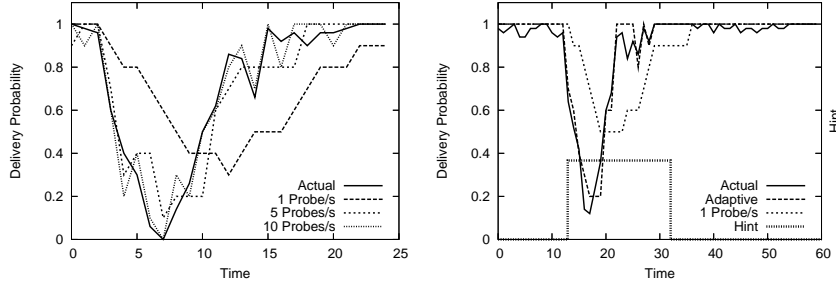 Delivery Probability
1
0.8
0.6
0.4
0.2
0
0 5 10 15 20 25
Time
Actual
1 Probe/s
5 Probes/s
10 Probes/s
Delivery Probability
1
0.8
0.6
0.4
0.2
0
0 10 20 30 40 50 60
Time
Actual
Adaptive
1 Probe/s
Hint
Hint